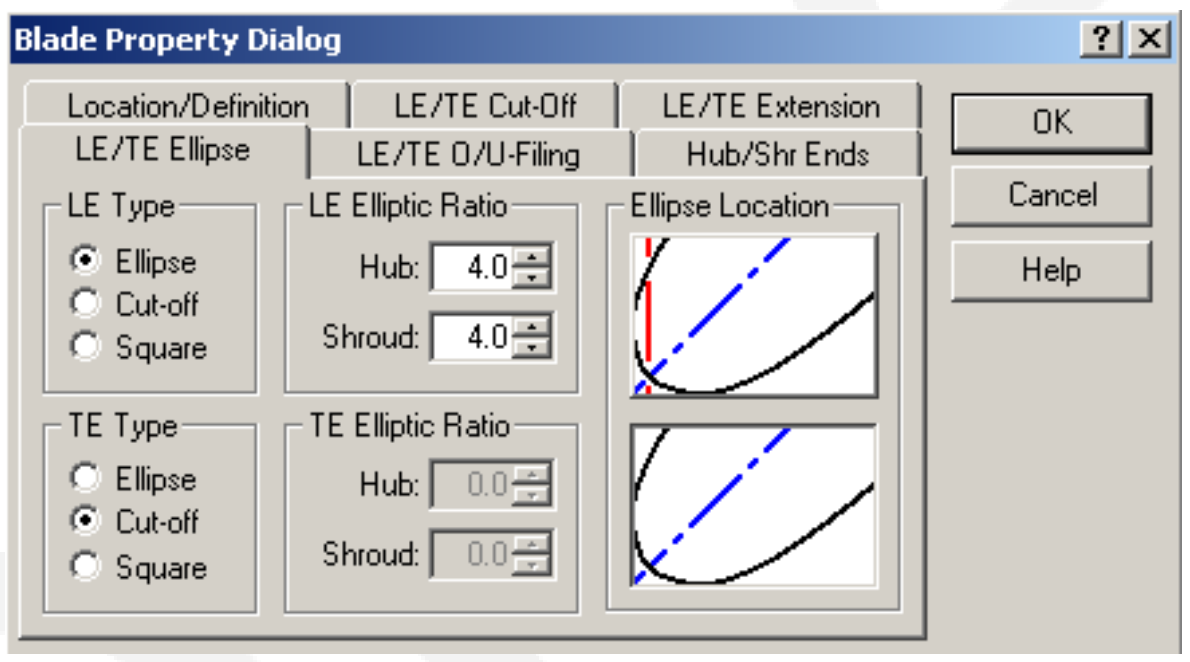 Blade Property Dialog
Location/Definition LE/TE Cut-Off LE/TE Extension
LE/TE Ellipse LE/TE O/U-Filing Hub/Shr Ends
OK
Cancel
Help
LE Type
Ellipse
Cut-off
Square
LE Elliptic Ratio
Hub: 4.0
Shroud: 4.0
Ellipse Location
TE Type
Ellipse
Cut-off
Square
TE Elliptic Ratio
Hub: 0.0
Shroud: 0.0